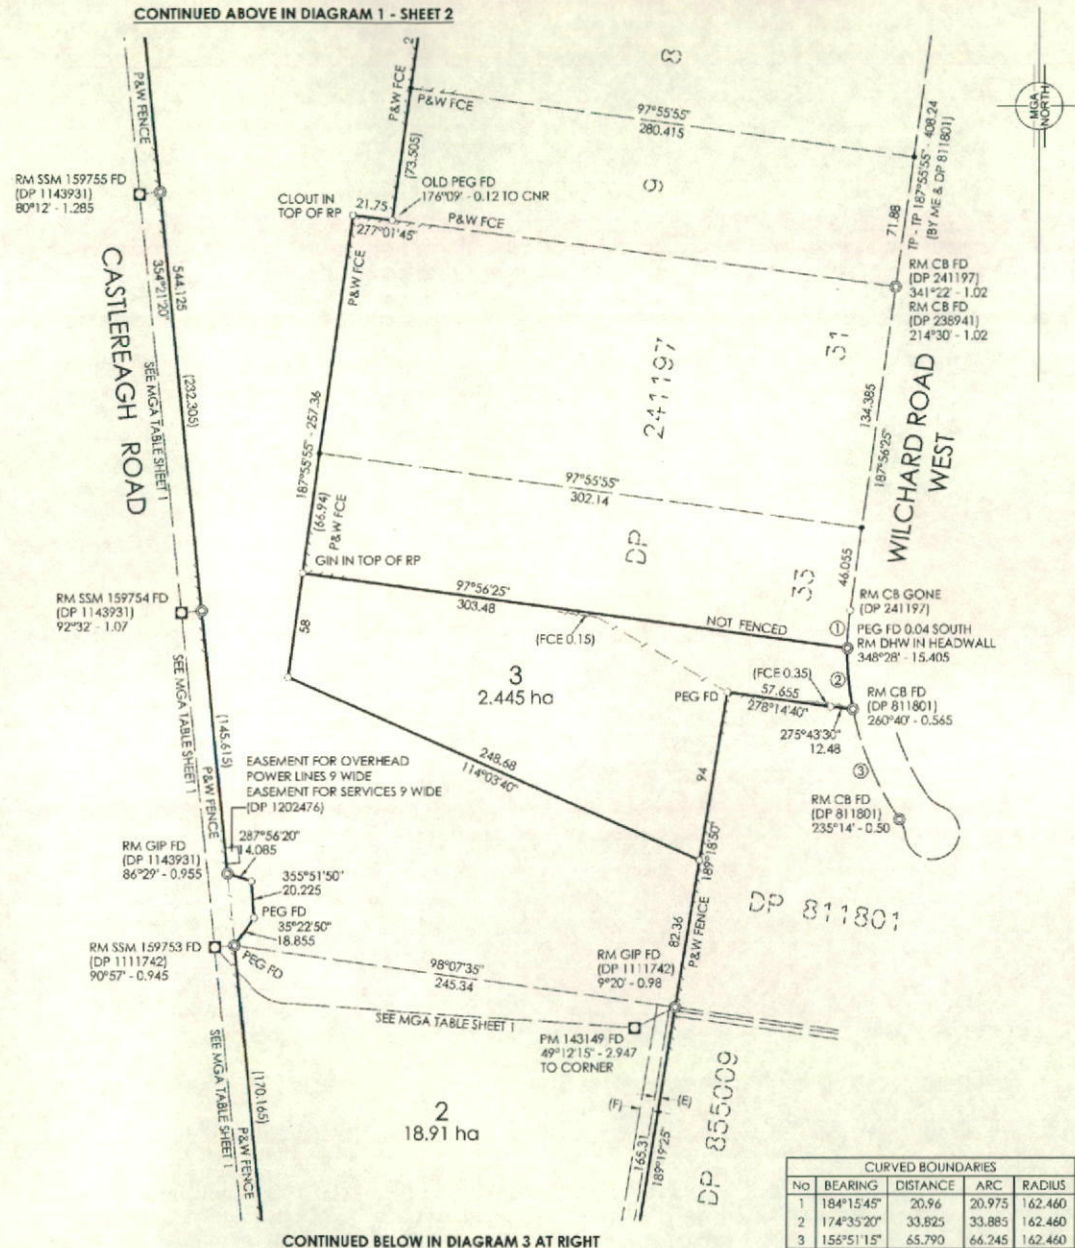 CONTINUED ABOVE IN DIAGRAM 1 - SHEET 2
MGA
NORTH
P&W FENCE
2
P&W FCE
(73.505)
P&W FCE
97°55'55"
280.415
8
9
TP - TP 187°55'55" - 408.24
(BY ME & DP 811801)
71.88
RM SSM 159755 FD
(DP 1143931)
80°12' - 1.285
CLOUT IN
TOP OF RP
21.75
277°01'45"
OLD PEG FD
176°09' - 0.12 TO CNR
P&W FCE
RM CB FD
(DP 241197)
341°22' - 1.02
RM CB FD
(DP 238941)
214°30' - 1.02
CASTLEREAGH ROAD
544.125
354°21'20"
SEE MGA TABLE SHEET 1
(232.305)
P&W FCE
187°55'55" - 257.36
(66.94)
P&W FCE
241197
DP
31
134.385
187°56'25"
WILCHARD ROAD
WEST
97°55'55"
302.14
33
46.055
GIN IN TOP OF RP
97°56'25"
303.48
NOT FENCED
(FCE 0.15)
RM CB GONE
(DP 241197)
1
PEG FD 0.04 SOUTH
RM DHW IN HEADWALL
348°28' - 15.405
RM SSM 159754 FD
(DP 1143931)
92°32' - 1.07
58
3
2.445 ha
PEG FD
(FCE 0.35)
57.655
278°14'40"
2
RM CB FD
(DP 811801)
260°40' - 0.565
275°43'30"
12.48
3
SEE MGA TABLE SHEET 1
(145.615)
P&W FENCE
248.68
114°03'40"
94
189°18'50"
RM CB FD
(DP 811801)
235°14' - 0.50
EASEMENT FOR OVERHEAD
POWER LINES 9 WIDE
EASEMENT FOR SERVICES 9 WIDE
(DP 1202476)
RM GIP FD
(DP 1143931)
86°29' - 0.955
287°56'20"
14.085
355°51'50"
20.225
PEG FD
35°22'50"
18.855
82.36
P&W FENCE
DP 811801
RM SSM 159753 FD
(DP 1111742)
90°57' - 0.945
PEG FD
98°07'35"
245.34
RM GIP FD
(DP 1111742)
9°20' - 0.98
SEE MGA TABLE SHEET 1
PM 143149 FD
49°12'15" - 2.947
TO CORNER
SEE MGA TABLE SHEET 1
(170.165)
P&W FENCE
2
18.91 ha
(F)
(E)
165.31
189°19'25"
DP 855009
CURVED BOUNDARIES
No BEARING DISTANCE ARC RADIUS
1 184°15'45" 20.96 20.975 162.460
2 174°35'20" 33.825 33.885 162.460
3 156°51'15" 65.790 66.245 162.460
CONTINUED BELOW IN DIAGRAM 3 AT RIGHT